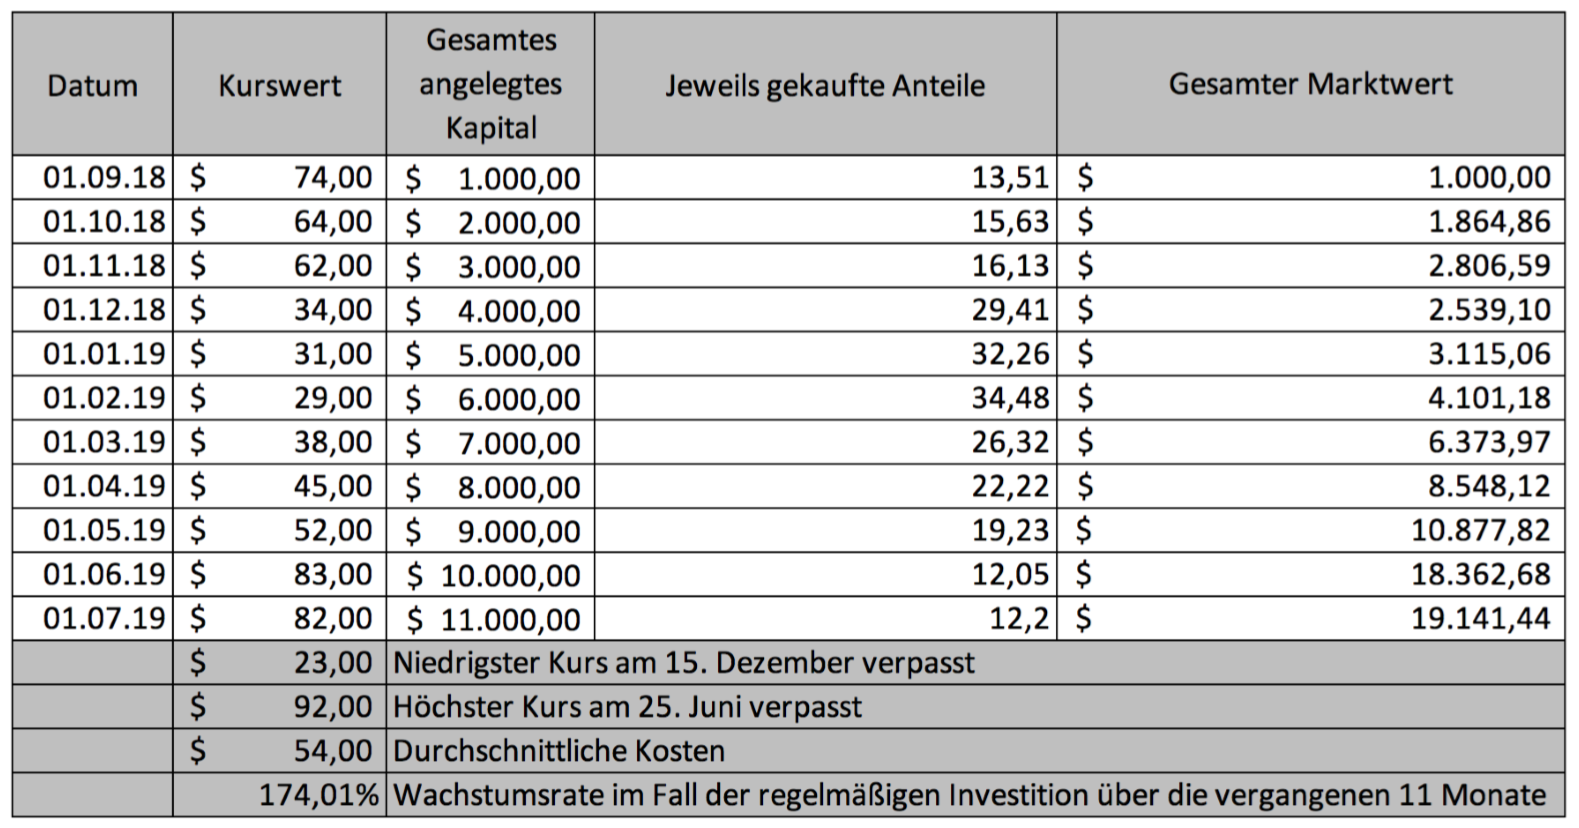 Datum Kurswert Gesamtes angelegtes Kapital Jeweils gekaufte Anteile Gesamter Marktwert
01.09.18 $ 74,00 $ 1.000,00 13,51 $ 1.000,00
01.10.18 $ 64,00 $ 2.000,00 15,63 $ 1.864,86
01.11.18 $ 62,00 $ 3.000,00 16,13 $ 2.806,59
01.12.18 $ 34,00 $ 4.000,00 29,41 $ 2.539,10
01.01.19 $ 31,00 $ 5.000,00 32,26 $ 3.115,06
01.02.19 $ 29,00 $ 6.000,00 34,48 $ 4.101,18
01.03.19 $ 38,00 $ 7.000,00 26,32 $ 6.373,97
01.04.19 $ 45,00 $ 8.000,00 22,22 $ 8.548,12
01.05.19 $ 52,00 $ 9.000,00 19,23 $ 10.877,82
01.06.19 $ 83,00 $ 10.000,00 12,05 $ 18.362,68
01.07.19 $ 82,00 $ 11.000,00 12,2 $ 19.141,44
$ 23,00 Niedrigster Kurs am 15. Dezember verpasst
$ 92,00 Höchster Kurs am 25. Juni verpasst
$ 54,00 Durchschnittliche Kosten
174,01% Wachstumsrate im Fall der regelmäßigen Investition über die vergangenen 11 Monate